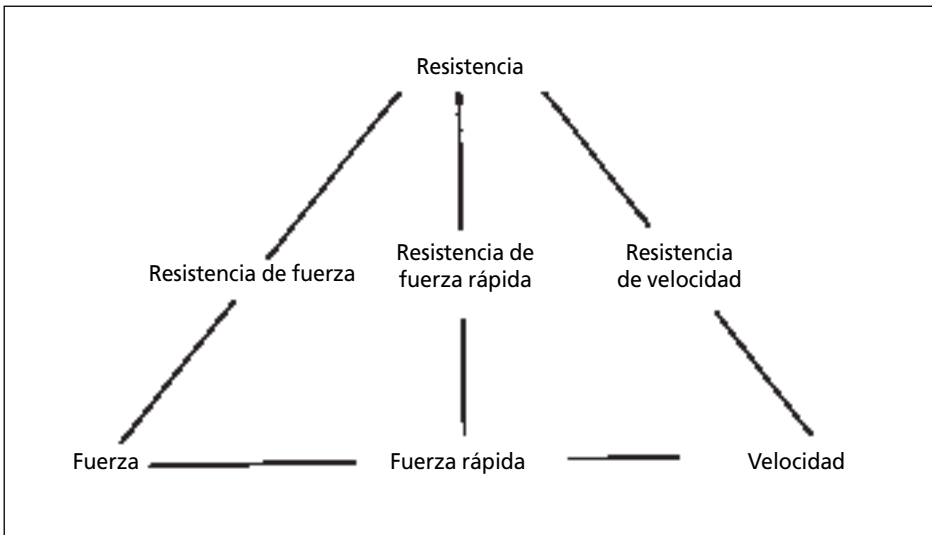 Resistencia
Resistencia de fuerza
Resistencia de
fuerza rápida
Resistencia
de velocidad
Fuerza
Fuerza rápida
Velocidad